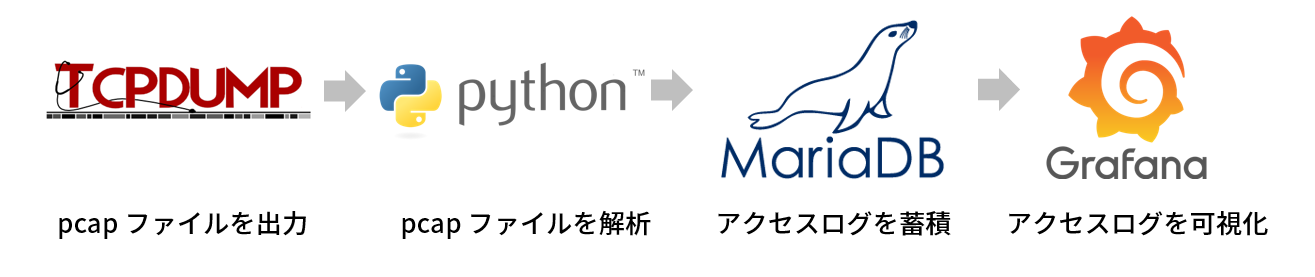 TCPDUMP
python™
MariaDB
Grafana
pcap ファイルを出力
pcap ファイルを解析
アクセスログを蓄積
アクセスログを可視化